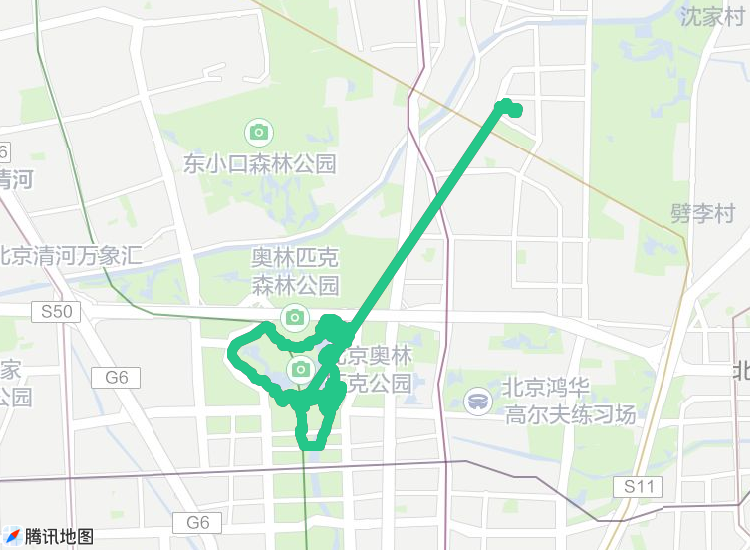 沈家村
东小口森林公园
清河
劈李村
北京清河万象汇
奥林匹克
森林公园
S50
北京奥林
匹克公园
G6
北京鸿华
高尔夫练习场
公园
S11
G6
腾讯地图